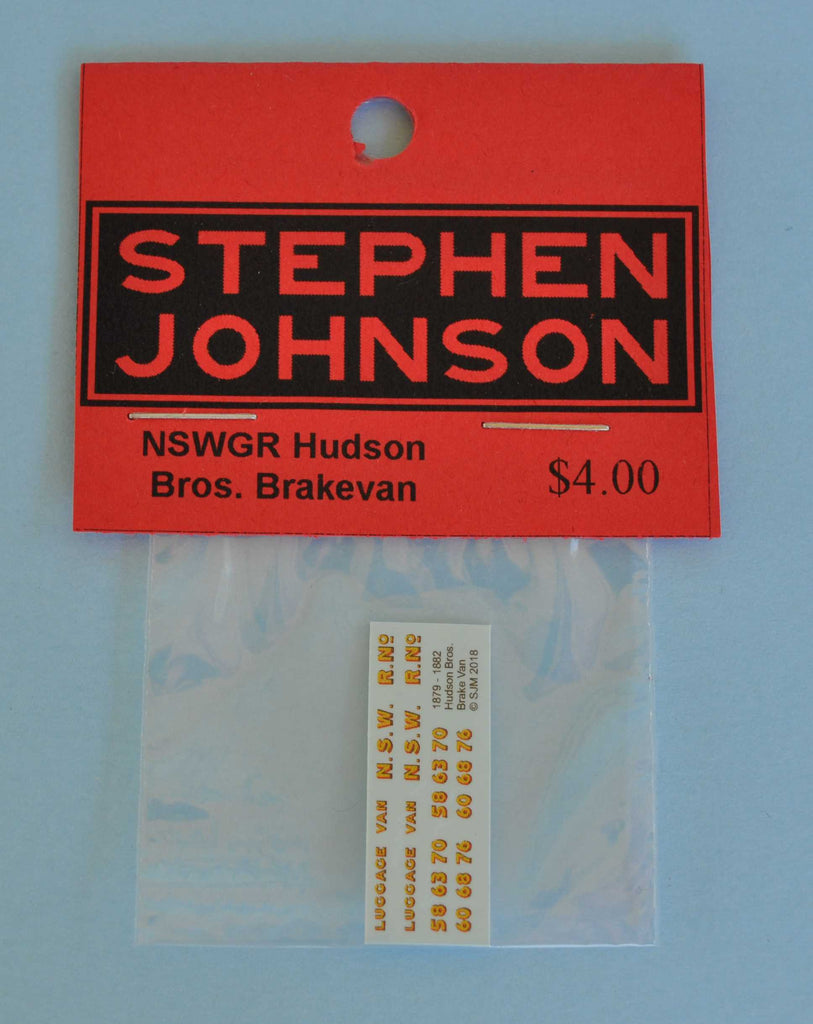 STEPHEN
JOHNSON
NSWGR Hudson
Bros. Brakevan
$4.00
LUGGAGE VAN N.S.W. R.No
LUGGAGE VAN N.S.W. R.No
58 63 70 58 63 70
60 68 76 60 68 76
1879 - 1882
Hudson Bros.
Brake Van
© SJM 2018